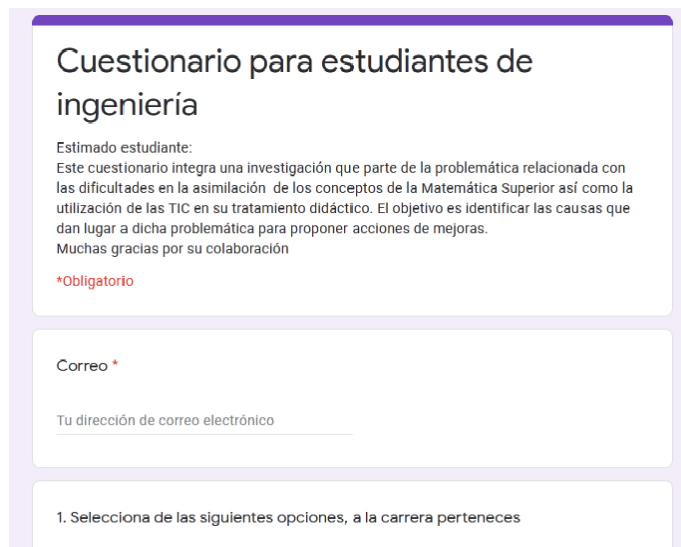 Cuestionario para estudiantes de
ingeniería
Estimado estudiante:
Este cuestionario integra una investigación que parte de la problemática relacionada con
las dificultades en la asimilación de los conceptos de la Matemática Superior así como la
utilización de las TIC en su tratamiento didáctico. El objetivo es identificar las causas que
dan lugar a dicha problemática para proponer acciones de mejoras.
Muchas gracias por su colaboración
*Obligatorio
Correo *
Tu dirección de correo electrónico
1. Selecciona de las siguientes opciones, a la carrera perteneces